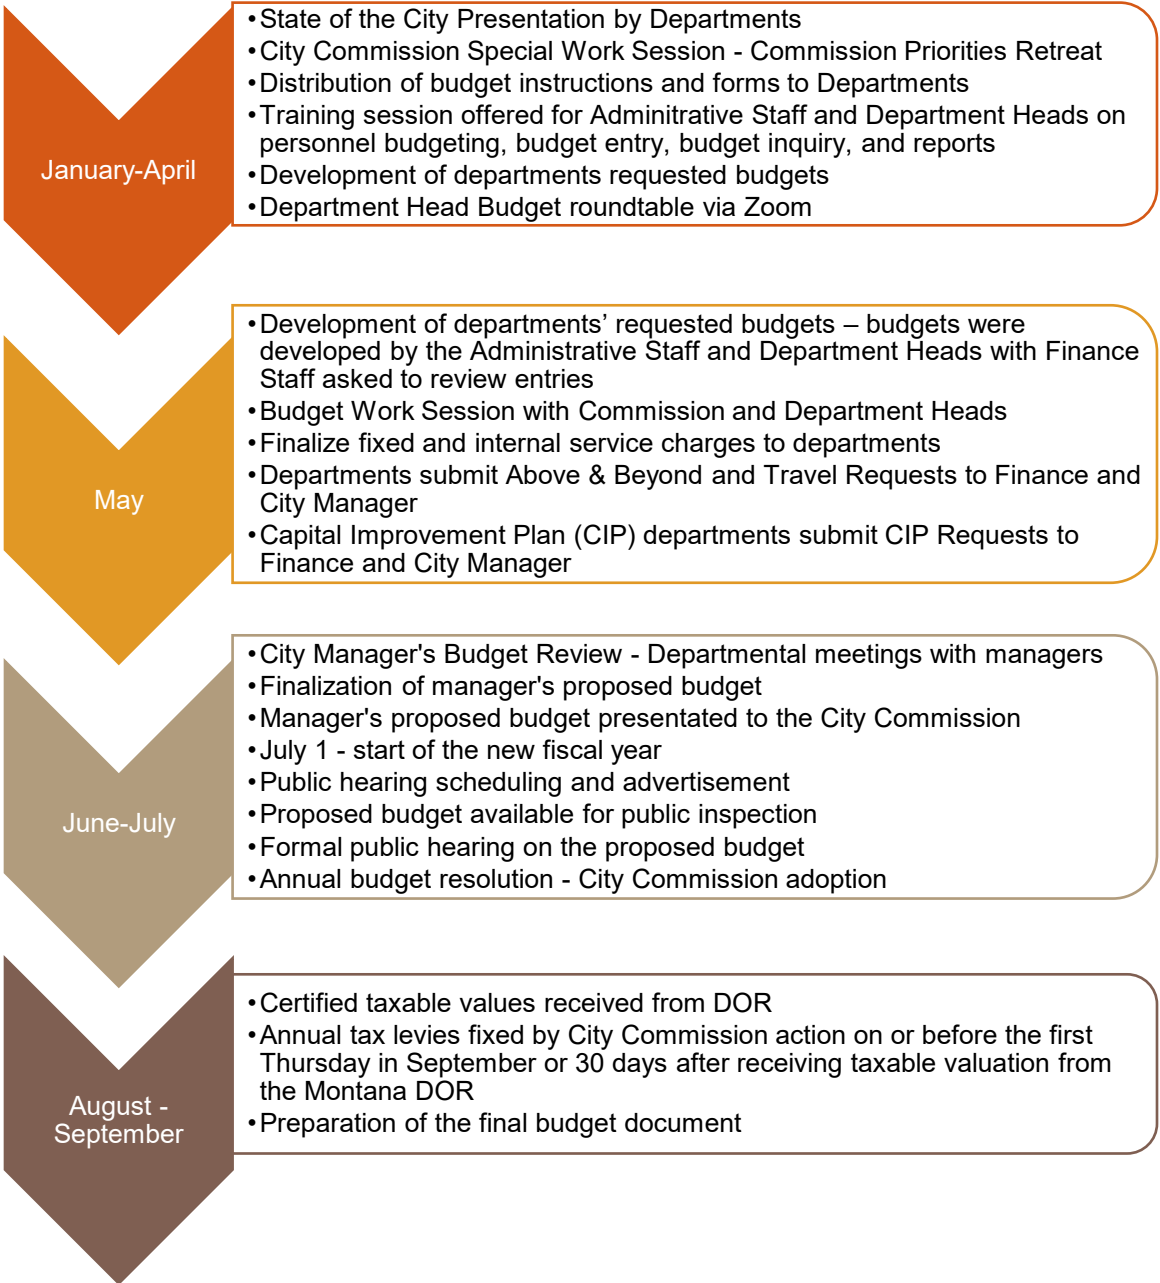 January-April
•State of the City Presentation by Departments
•City Commission Special Work Session - Commission Priorities Retreat
•Distribution of budget instructions and forms to Departments
•Training session offered for Adminitrative Staff and Department Heads on
personnel budgeting, budget entry, budget inquiry, and reports
•Development of departments requested budgets
•Department Head Budget roundtable via Zoom
May
•Development of departments’ requested budgets – budgets were
developed by the Administrative Staff and Department Heads with Finance
Staff asked to review entries
•Budget Work Session with Commission and Department Heads
•Finalize fixed and internal service charges to departments
•Departments submit Above & Beyond and Travel Requests to Finance and
City Manager
•Capital Improvement Plan (CIP) departments submit CIP Requests to
Finance and City Manager
June-July
•City Manager's Budget Review - Departmental meetings with managers
•Finalization of manager's proposed budget
•Manager's proposed budget presentated to the City Commission
•July 1 - start of the new fiscal year
•Public hearing scheduling and advertisement
•Proposed budget available for public inspection
•Formal public hearing on the proposed budget
•Annual budget resolution - City Commission adoption
August -
September
•Certified taxable values received from DOR
•Annual tax levies fixed by City Commission action on or before the first
Thursday in September or 30 days after receiving taxable valuation from
the Montana DOR
•Preparation of the final budget document